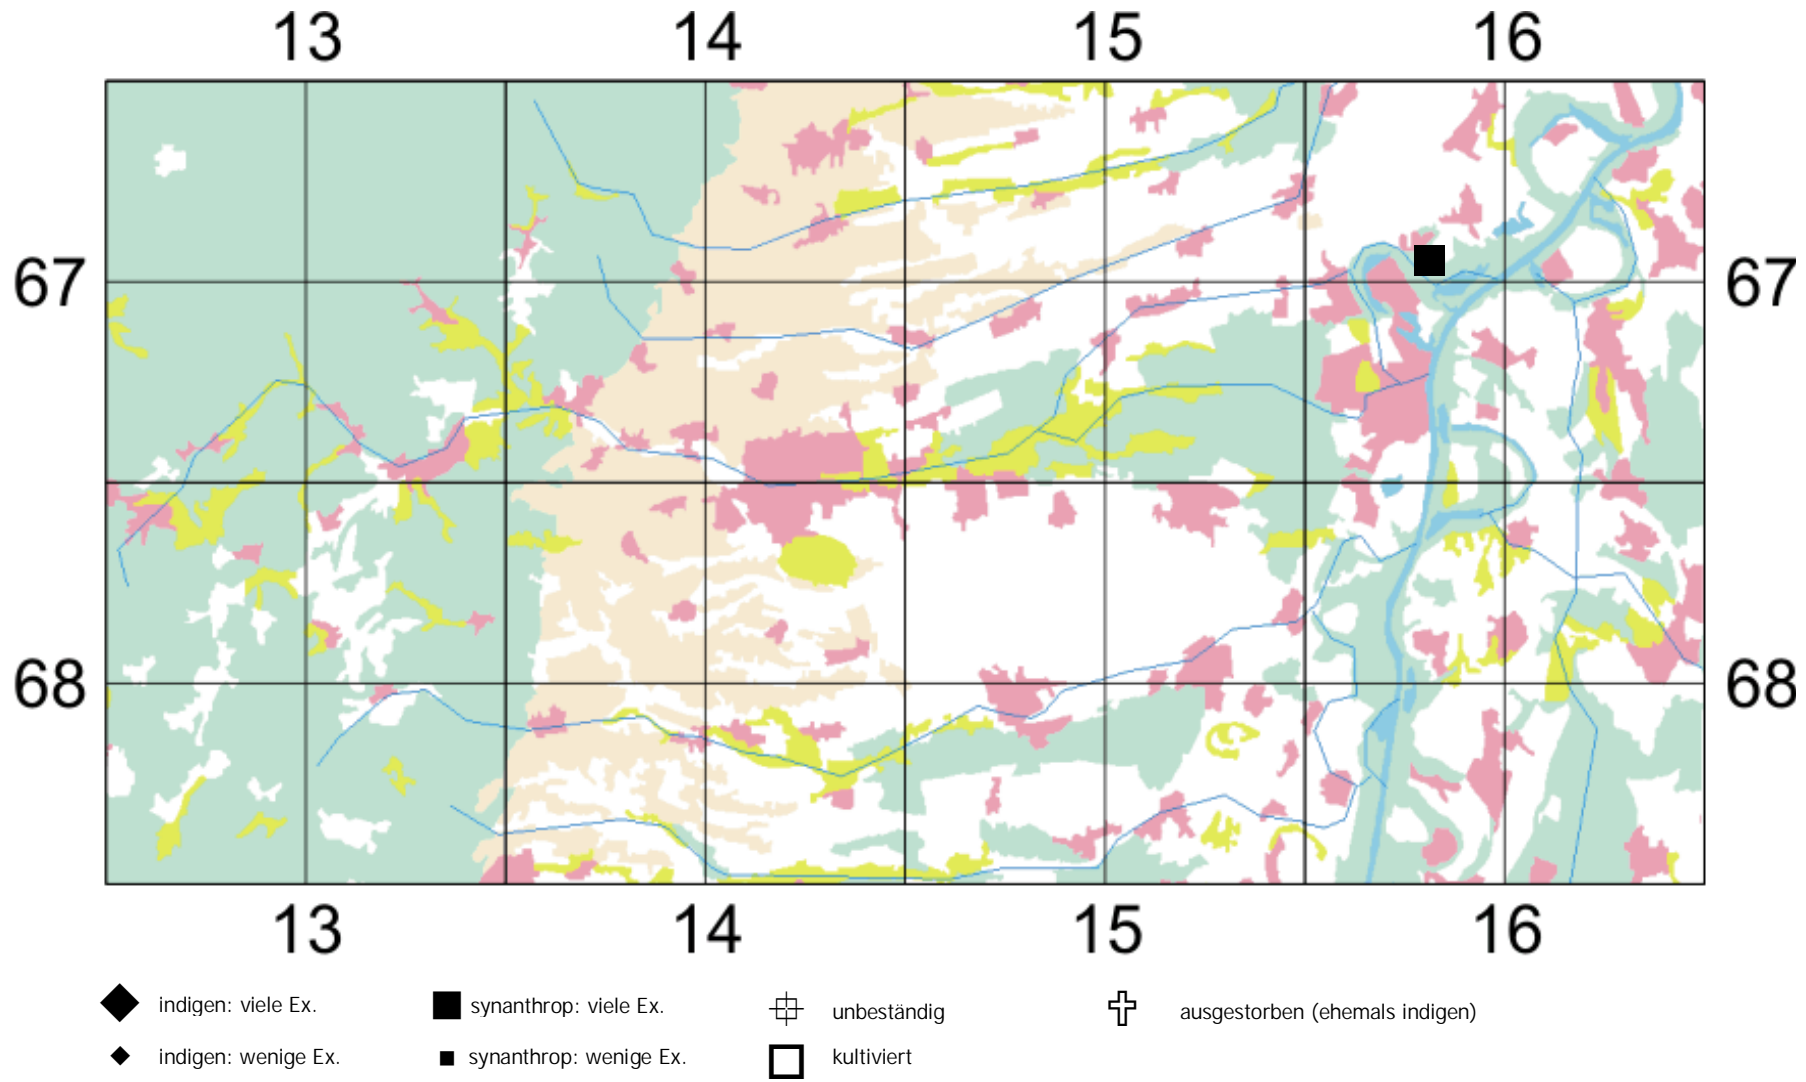 13 14 15 16
67 67
68 68
13 14 15 16
indigen: viele Ex. synanthrop: viele Ex. unbeständig ausgestorben (ehemals indigen)
indigen: wenige Ex. synanthrop: wenige Ex. kultiviert